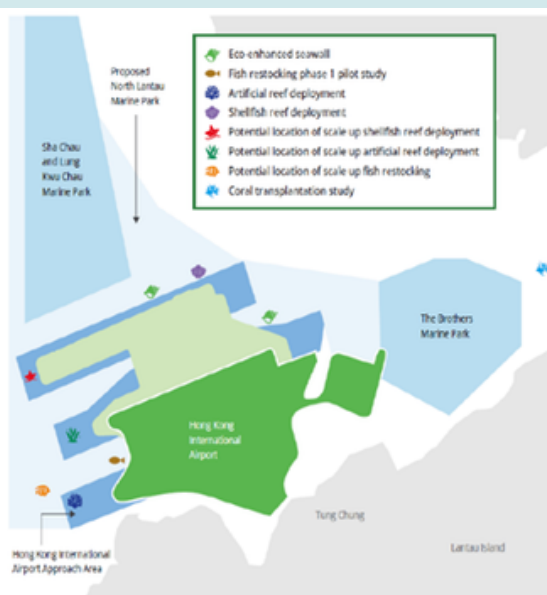 Proposed
North Lantau
Marine Park
Eco-enhanced seawall
Fish restocking phase 1 pilot study
Artificial reef deployment
Shellfish reef deployment
Potential location of scale up shellfish reef deployment
Potential location of scale up artificial reef deployment
Potential location of scale up fish restocking
Coral transplantation study
Sha Chau
and Lung
Kwu Chau
Marine Park
The Brothers
Marine Park
Hong Kong
International
Airport
Tung Chung
Lantau Island
Hong Kong International
Airport Approach Area